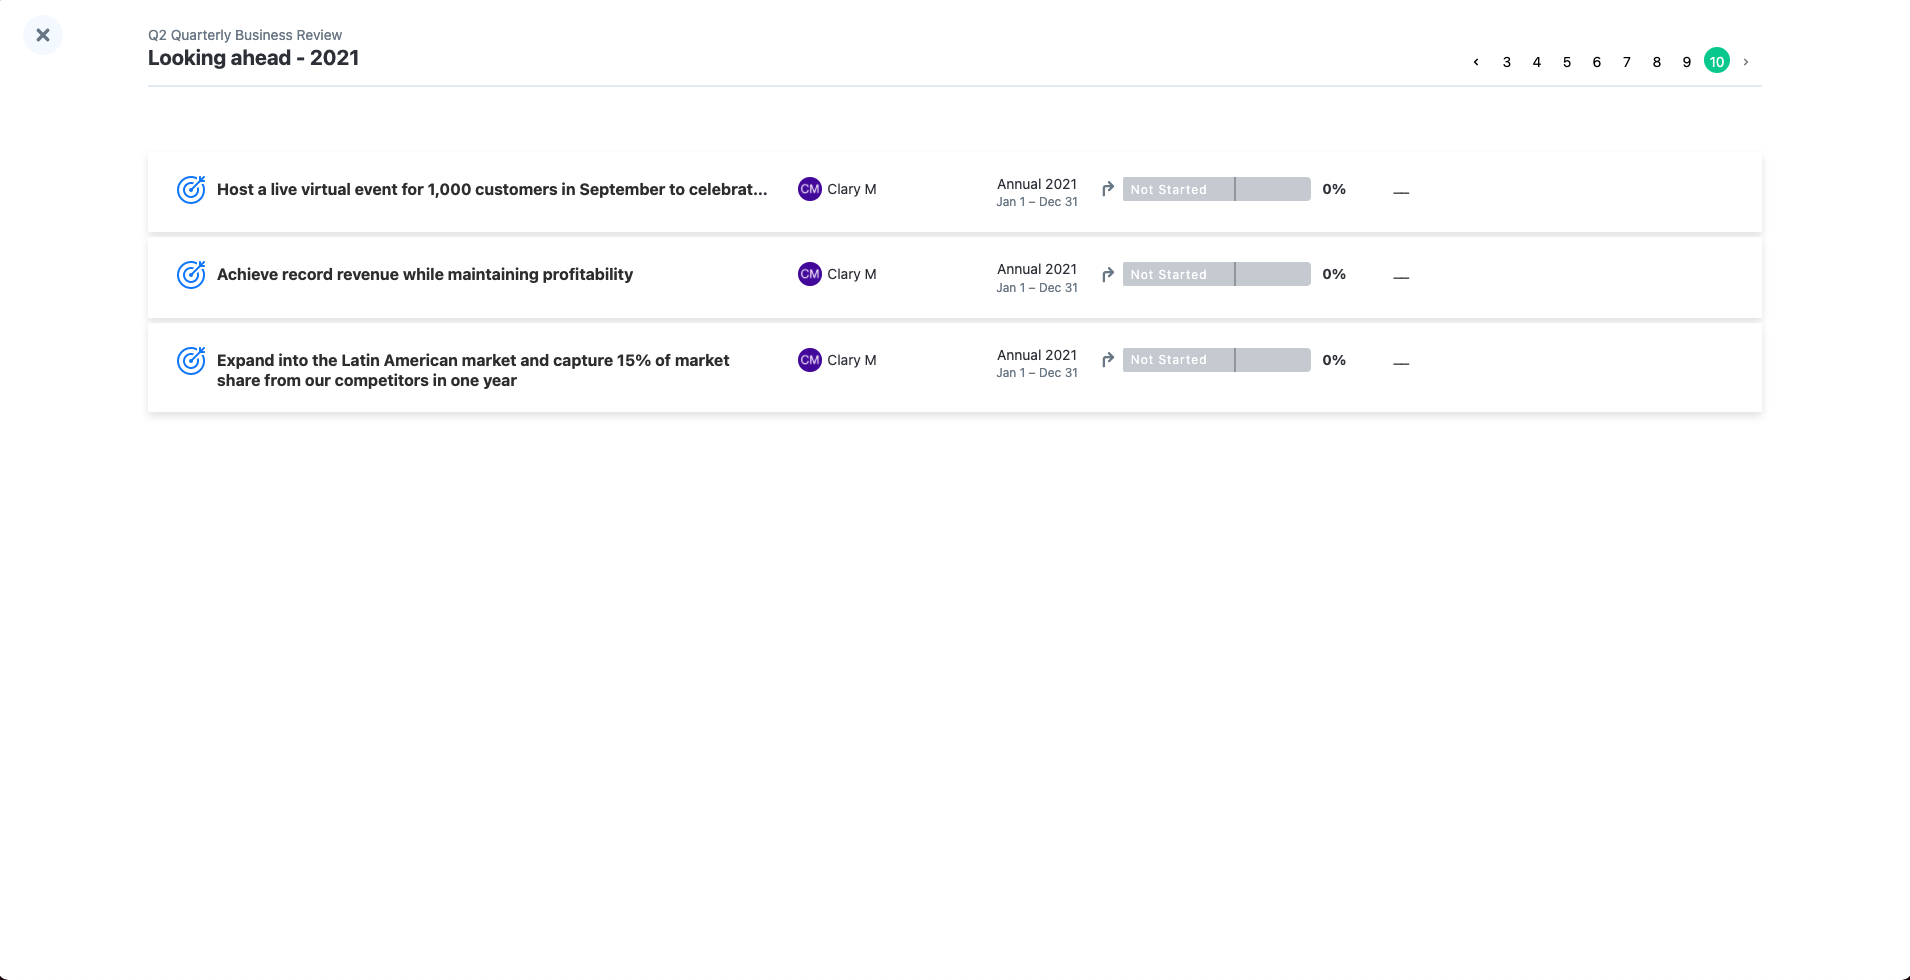 Q2 Quarterly Business Review
Looking ahead - 2021
3 4 5 6 7 8 9 10
Host a live virtual event for 1,000 customers in September to celebrat...
CM Clary M
Annual 2021
Jan 1 – Dec 31
Not Started
0%
__
Achieve record revenue while maintaining profitability
CM Clary M
Annual 2021
Jan 1 – Dec 31
Not Started
0%
__
Expand into the Latin American market and capture 15% of market
share from our competitors in one year
CM Clary M
Annual 2021
Jan 1 – Dec 31
Not Started
0%
__